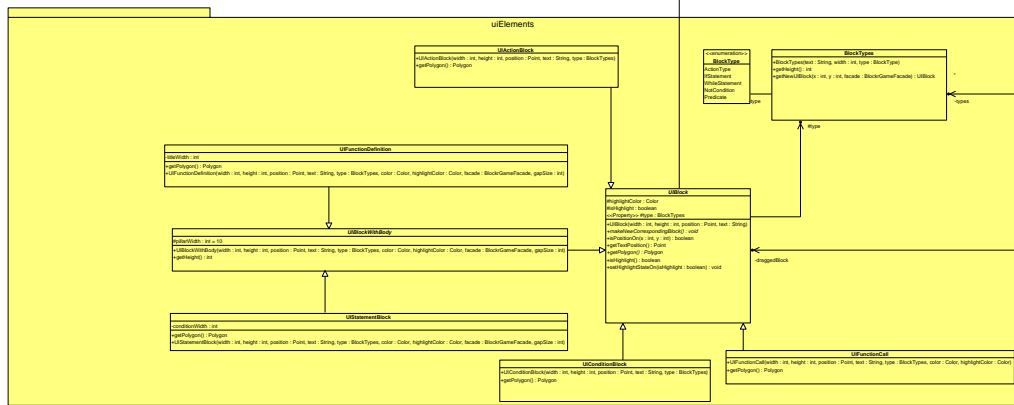 uiElements
UIActionBlock
+UIActionBlock(width : int, height : int, position : Point, text : String, type : BlockTypes)
+getPolygon() : Polygon
<<enumeration>>
BlockType
ActionType
IfStatement
WhileStatement
NotCondition
Predicate
BlockTypes
+BlockTypes(text : String, width : int, type : BlockType)
+getHeight() : int
+getNewUIBlock(x : int, y : int, facade : BlockrGameFacade) : UIBlock
-type
*
-types
#type
UIFunctionDefinition
-titleWidth : int
+getPolygon() : Polygon
+UIFunctionDefinition(width : int, height : int, position : Point, text : String, type : BlockTypes, color : Color, highlightColor : Color, facade : BlockrGameFacade, gapSize : int)
UIBlock
#highlightColor : Color
#isHighlight : boolean
<<Property>> #type : BlockTypes
+UIBlock(width : int, height : int, position : Point, text : String)
+makeNewCorrespondingBlock() : void
+isPositionOn(x : int, y : int) : boolean
+getTextPosition() : Point
+getPolygon() : Polygon
+isHighlight() : boolean
+setHighlightStateOn(isHighlight : boolean) : void
-draggedBlock
UIBlockWithBody
#pillarWidth : int = 10
+UIBlockWithBody(width : int, height : int, position : Point, text : String, type : BlockTypes, color : Color, highlightColor : Color, facade : BlockrGameFacade, gapSize : int)
+getHeight() : int
UIStatementBlock
-conditionWidth : int
+getPolygon() : Polygon
+UIStatementBlock(width : int, height : int, position : Point, text : String, type : BlockTypes, color : Color, highlightColor : Color, facade : BlockrGameFacade, gapSize : int)
UIConditionBlock
+UIConditionBlock(width : int, height : int, position : Point, text : String, type : BlockTypes)
+getPolygon() : Polygon
UIFunctionCall
+UIFunctionCall(width : int, height : int, position : Point, text : String, type : BlockTypes, color : Color, highlightColor : Color)
+getPolygon() : Polygon